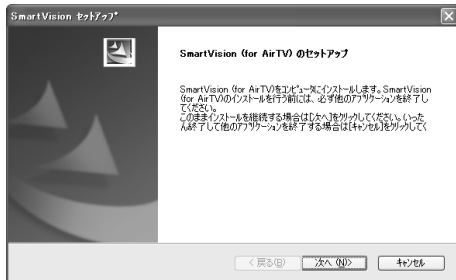 SmartVision ｾｯﾄｱｯﾌﾟ
SmartVision (for AirTV) のｾｯﾄｱｯﾌﾟ
SmartVision (for AirTV)をｺﾝﾋﾟｭｰﾀにｲﾝｽﾄｰﾙします。SmartVision
(for AirTV)のｲﾝｽﾄｰﾙを行う前には、必ず他のｱﾌﾟﾘｹｰｼｮﾝを終了し
てください。
このままｲﾝｽﾄｰﾙを継続する場合は[次へ]をｸﾘｯｸしてください。いった
ん終了して他のｱﾌﾟﾘｹｰｼｮﾝを終了する場合は[ｷｬﾝｾﾙ]をｸﾘｯｸしてく
< 戻る(B) 次へ (N)> ｷｬﾝｾﾙ